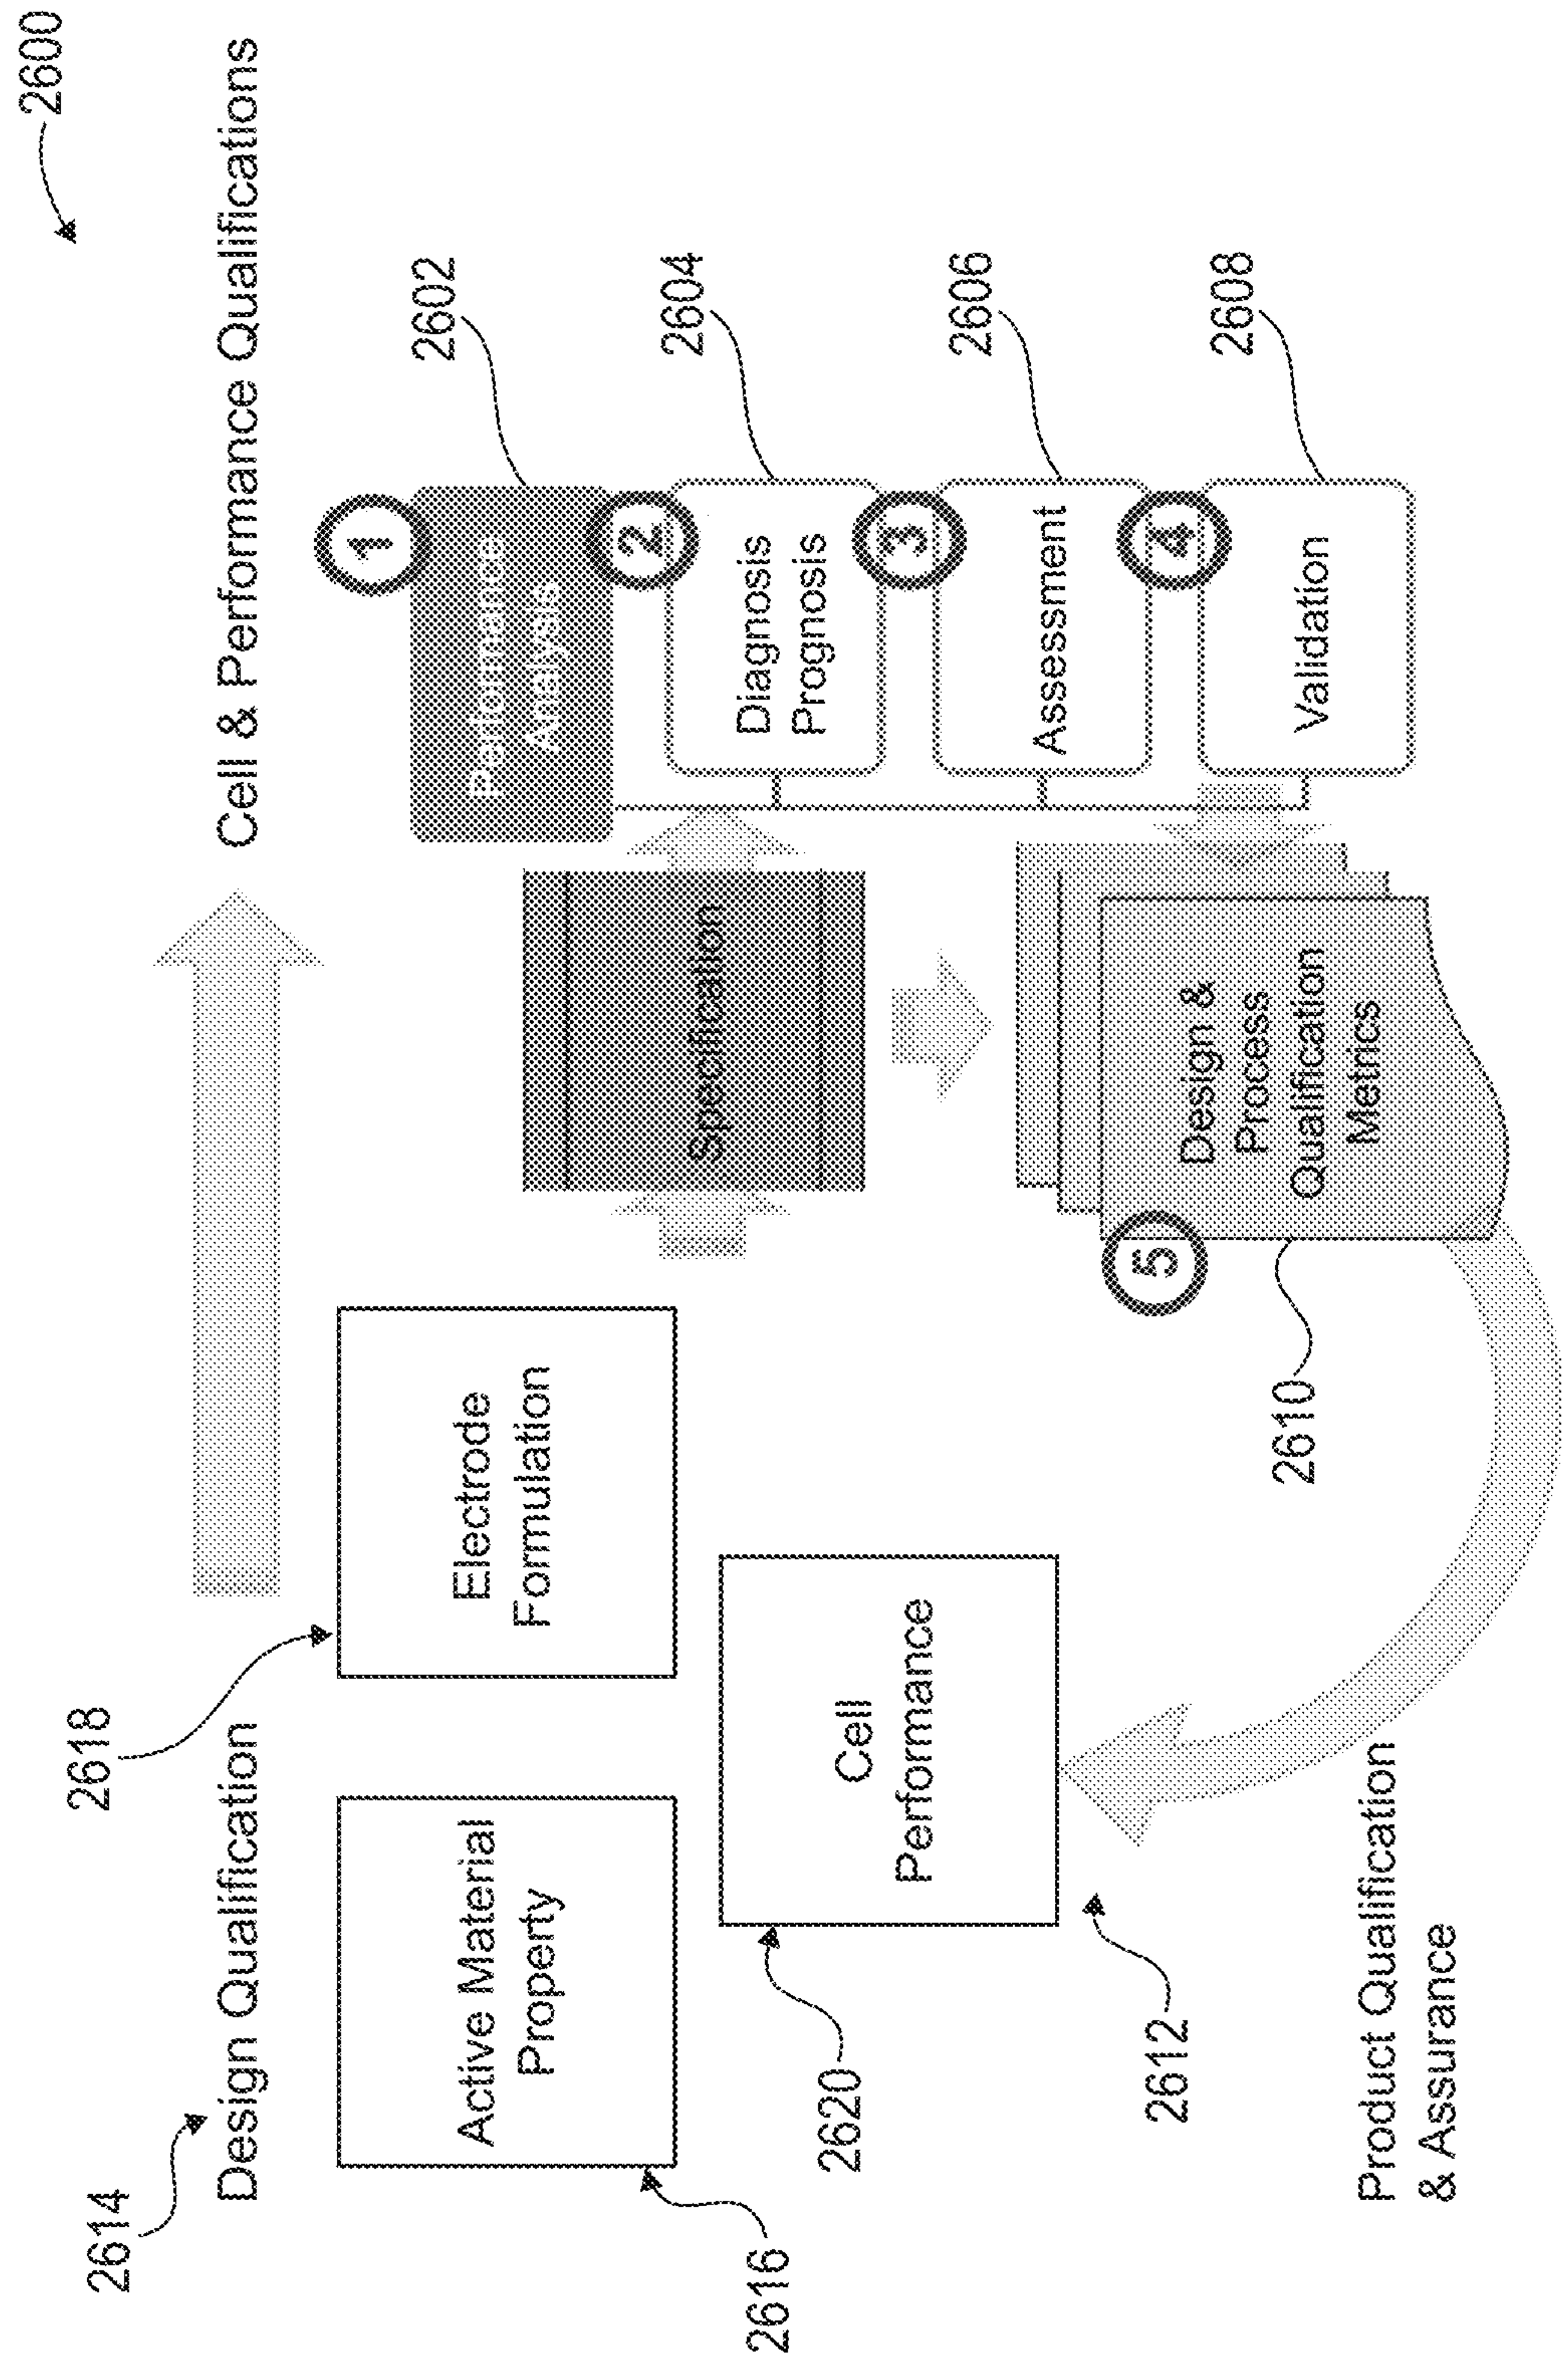 2600
2614
Design Qualification
2618
Cell & Performance Qualifications
Active Material
Property
2616
Electrode
Formulation
Cell
Performance
2620
2612
Specification
1
Performance
Analysis
2602
2
Diagnosis
Prognosis
2604
3
Assessment
2606
4
Validation
2608
5
Design &
Process
Qualification
Metrics
2610
Product Qualification
& Assurance